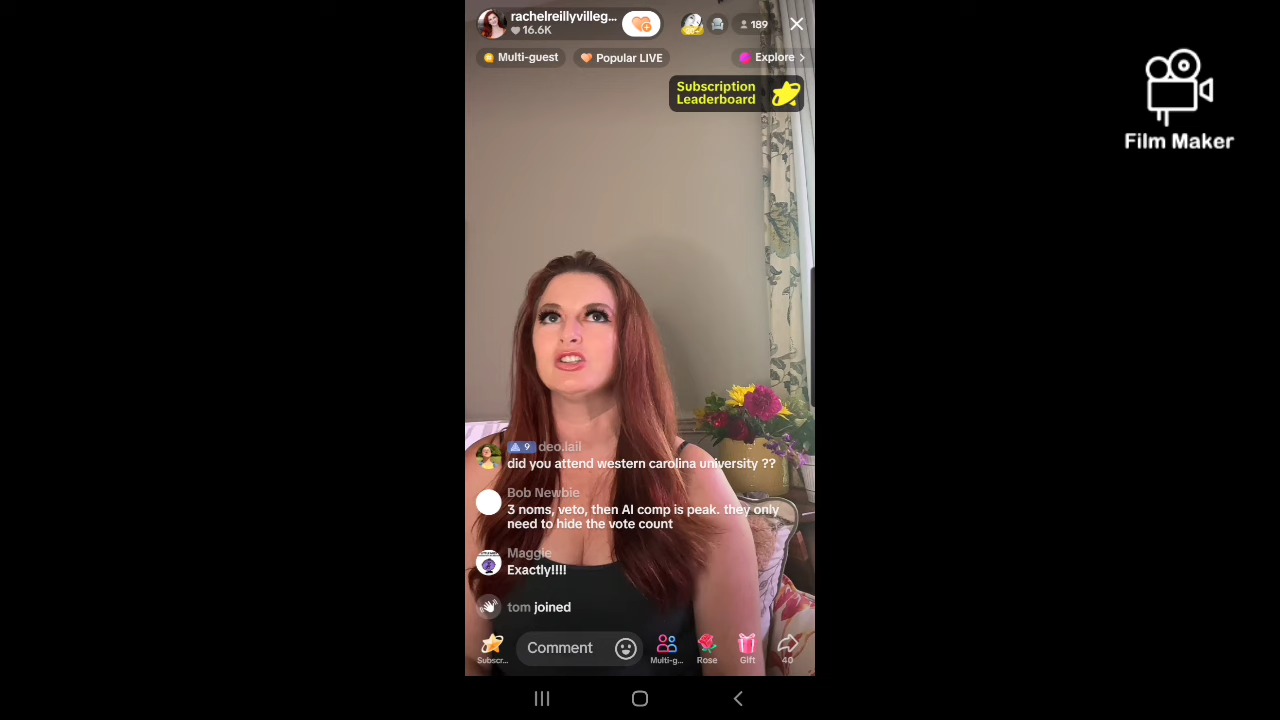 rachelreillyvilleg...
16.6K
189
Multi-guest
Popular LIVE
Explore >
Subscription
Leaderboard
Film Maker
9 deo.lail
did you attend western carolina university ??
Bob Newbie
3 noms, veto, then AI comp is peak. they only
need to hide the vote count
Maggie
Exactly!!!!
tom joined
Comment
Subscr...
Multi-g...
Rose
Gift
40